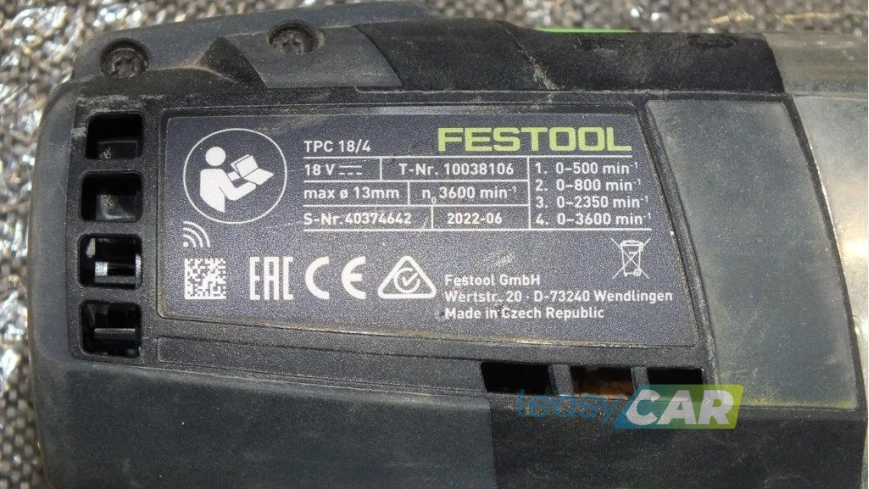 TPC 18/4
FESTOOL
18 V T-Nr. 10038106
max ø 13mm n₀ 3600 min⁻¹
S-Nr. 40374642 2022-06
1. 0-500 min⁻¹
2. 0-800 min⁻¹
3. 0-2350 min⁻¹
4. 0-3600 min⁻¹
EAC CE
Festool GmbH
Wertstr. 20 · D-73240 Wendlingen
Made in Czech Republic
leasyCAR